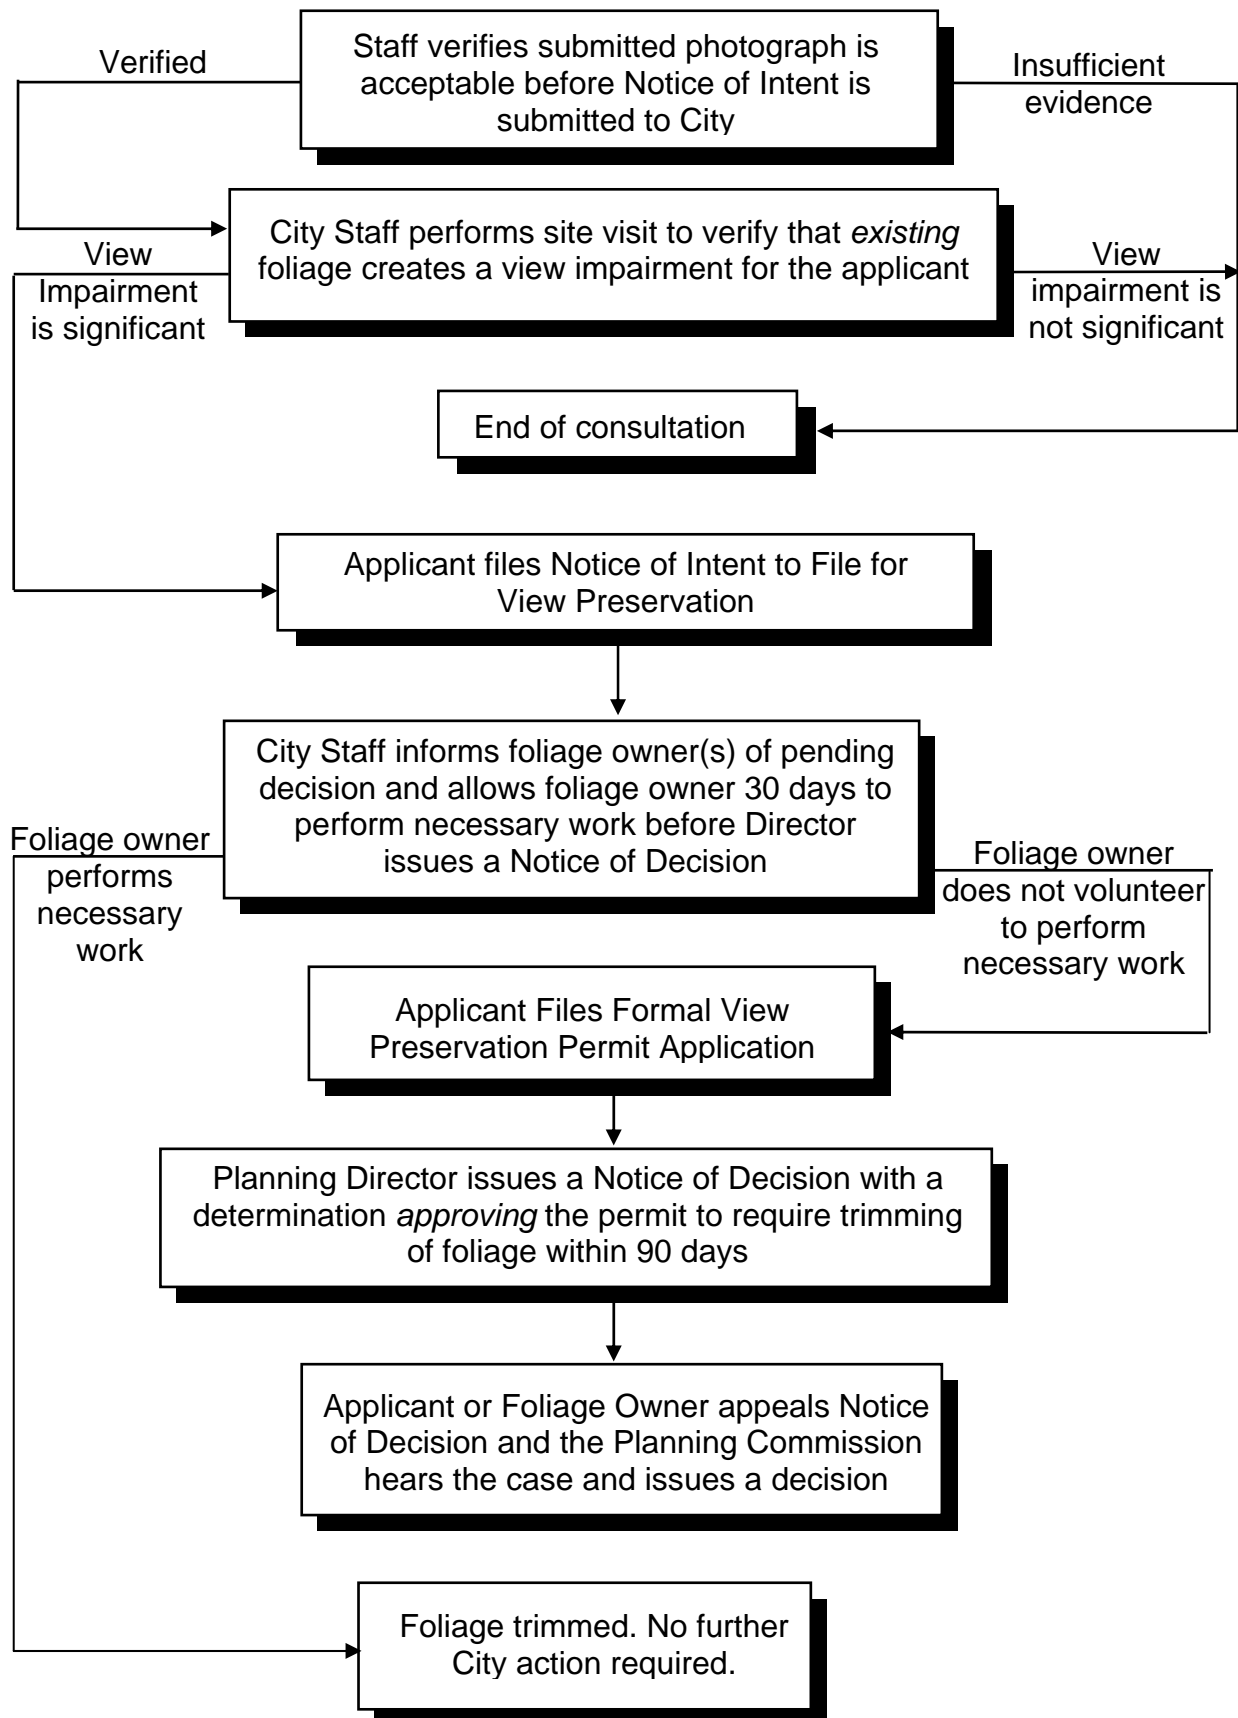 Staff verifies submitted photograph is
acceptable before Notice of Intent is
submitted to City
Verified
Insufficient
evidence
City Staff performs site visit to verify that existing
foliage creates a view impairment for the applicant
View
Impairment
is significant
View
impairment is
not significant
End of consultation
Applicant files Notice of Intent to File for
View Preservation
City Staff informs foliage owner(s) of pending
decision and allows foliage owner 30 days to
perform necessary work before Director
issues a Notice of Decision
Foliage owner
performs
necessary
work
Foliage owner
does not volunteer
to perform
necessary work
Applicant Files Formal View
Preservation Permit Application
Planning Director issues a Notice of Decision with a
determination approving the permit to require trimming
of foliage within 90 days
Applicant or Foliage Owner appeals Notice
of Decision and the Planning Commission
hears the case and issues a decision
Foliage trimmed. No further
City action required.